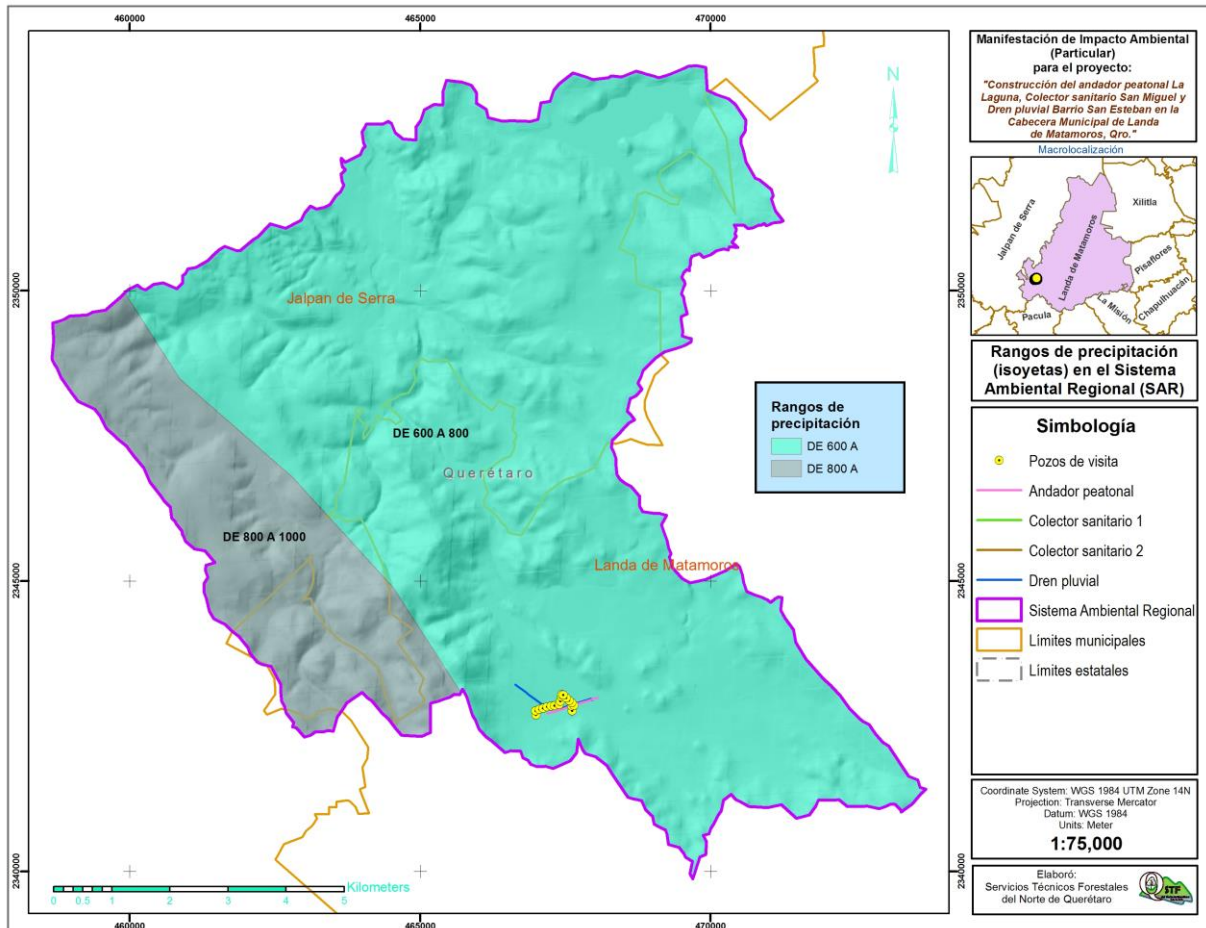 460000
465000
470000
2350000
2345000
2340000
N
Jalpan de Serra
DE 600 A 800
Querétaro
DE 800 A 1000
Landa de Matamoros
Rangos de
precipitación
DE 600 A
DE 800 A
2350000
2345000
2340000
Kilometers
0 0.5 1 2 3 4 5
460000
465000
470000
Manifestación de Impacto Ambiental
(Particular)
para el proyecto:
"Construcción del andador peatonal La
Laguna, Colector sanitario San Miguel y
Dren pluvial Barrio San Esteban en la
Cabecera Municipal de Landa
de Matamoros, Qro."
Macrolocalización
Jalpan de Serra
Xilitla
Landa de Matamoros
Pisaflores
La Misión
Chapulhuacán
Pacula
Rangos de precipitación
(isoyetas) en el Sistema
Ambiental Regional (SAR)
Simbología
Pozos de visita
Andador peatonal
Colector sanitario 1
Colector sanitario 2
Dren pluvial
Sistema Ambiental Regional
Límites municipales
Límites estatales
Coordinate System: WGS 1984 UTM Zone 14N
Projection: Transverse Mercator
Datum: WGS 1984
Units: Meter
1:75,000
Elaboró:
Servicios Técnicos Forestales
del Norte de Querétaro
STF